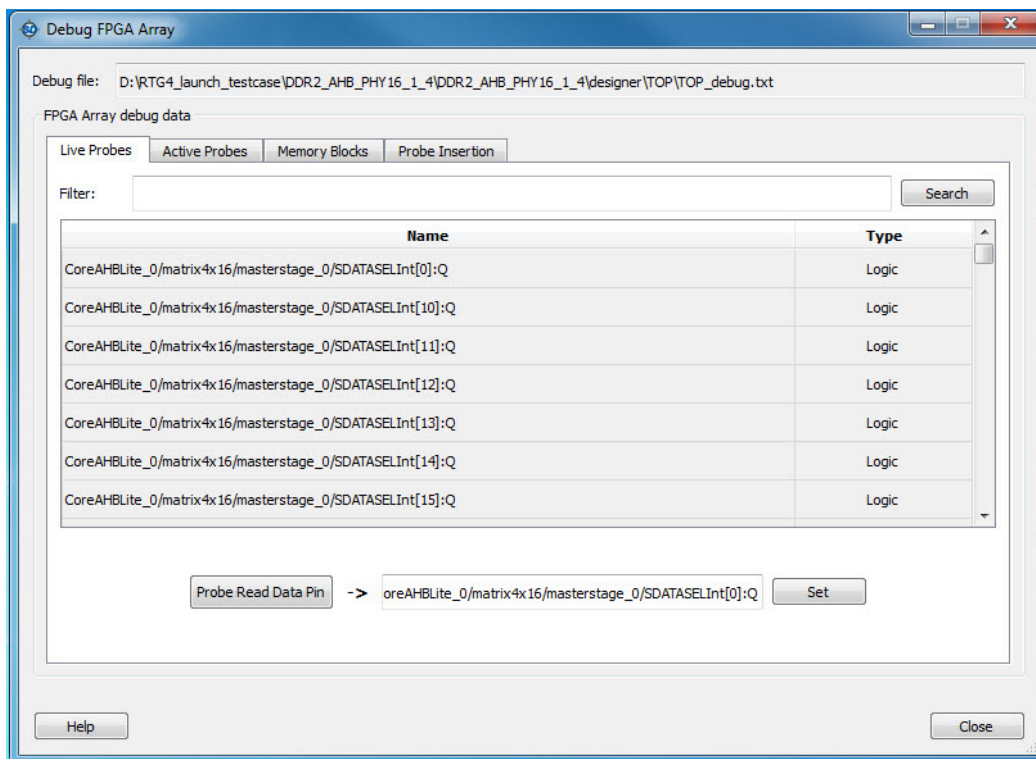 Debug FPGA Array
Debug file: D:\RTG4_launch_testcase\DDR2_AHB_PHY16_1_4\DDR2_AHB_PHY16_1_4\designer\TOP\TOP_debug.txt
FPGA Array debug data
Live Probes Active Probes Memory Blocks Probe Insertion
Filter: Search
Name Type
CoreAHBLite_0/matrix4x16/masterstage_0/SDATASELInt[0]:Q Logic
CoreAHBLite_0/matrix4x16/masterstage_0/SDATASELInt[10]:Q Logic
CoreAHBLite_0/matrix4x16/masterstage_0/SDATASELInt[11]:Q Logic
CoreAHBLite_0/matrix4x16/masterstage_0/SDATASELInt[12]:Q Logic
CoreAHBLite_0/matrix4x16/masterstage_0/SDATASELInt[13]:Q Logic
CoreAHBLite_0/matrix4x16/masterstage_0/SDATASELInt[14]:Q Logic
CoreAHBLite_0/matrix4x16/masterstage_0/SDATASELInt[15]:Q Logic
Probe Read Data Pin -> oreAHBLite_0/matrix4x16/masterstage_0/SDATASELInt[0]:Q Set
Help Close